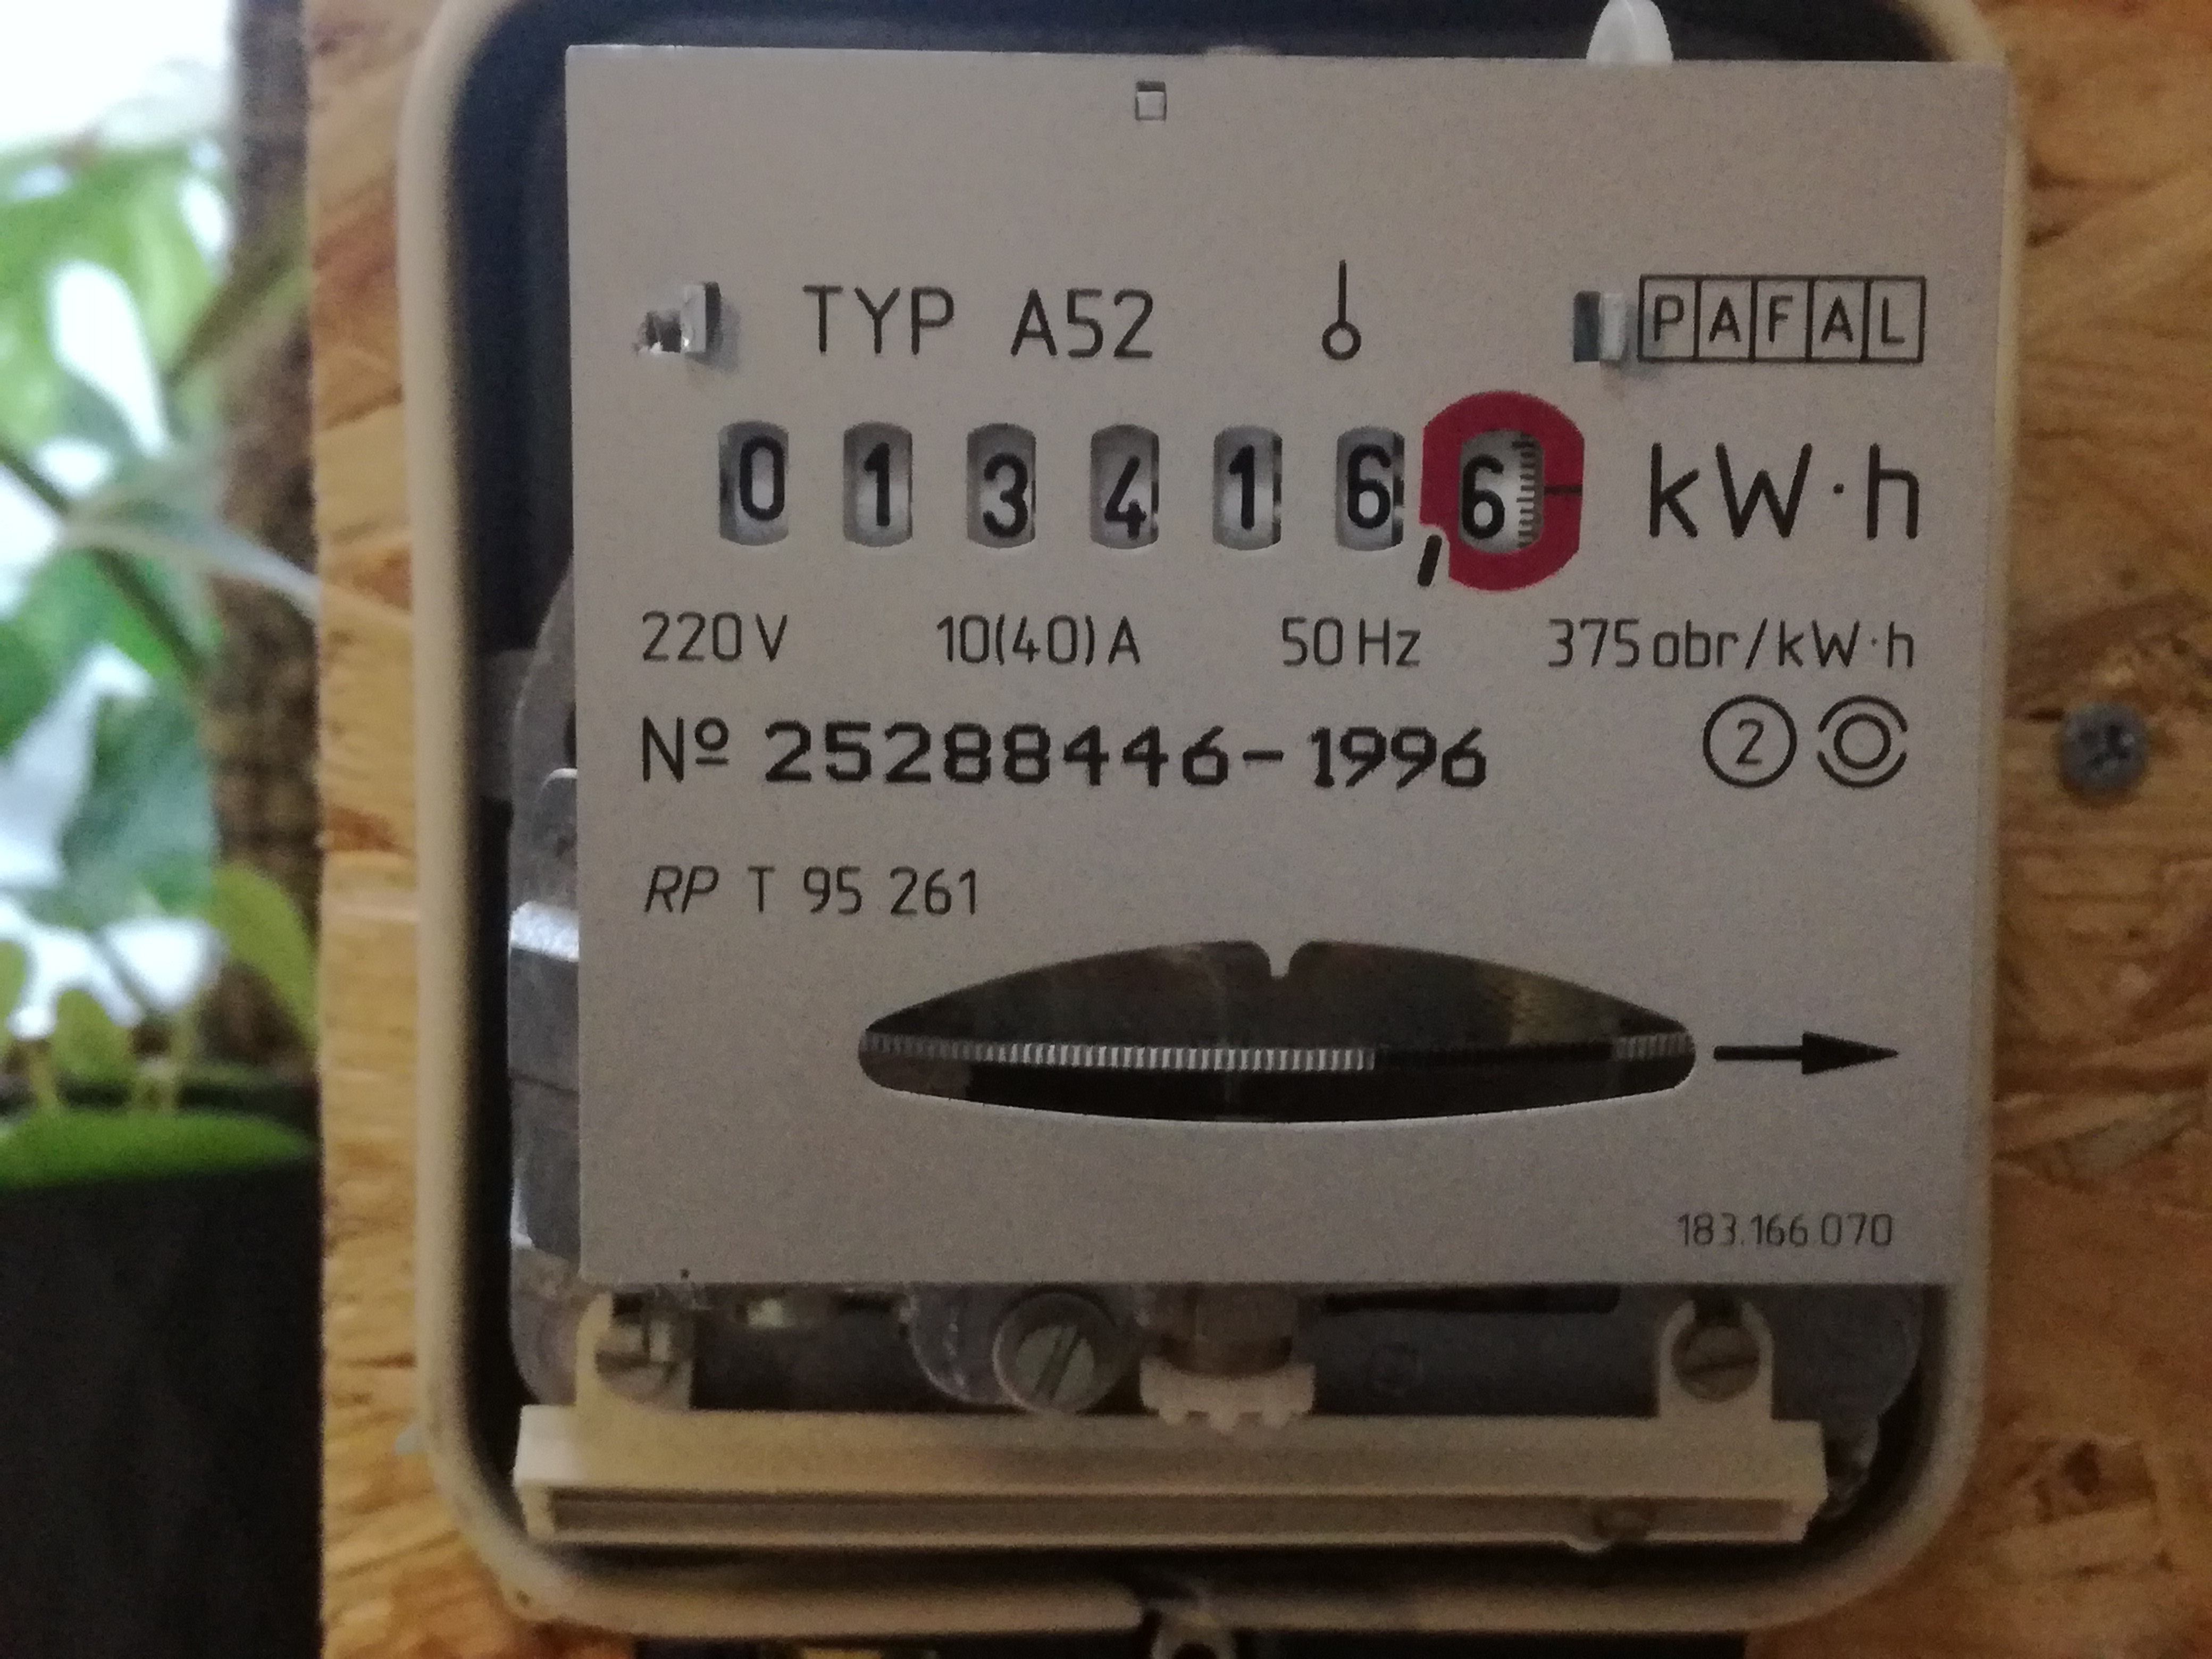 TYP A52 PAFAL
013416,6 kW·h
220V 10(40)A 50Hz 375obr/kW·h
Nº 25288446-1996 2
RP T 95 261
183.166.070